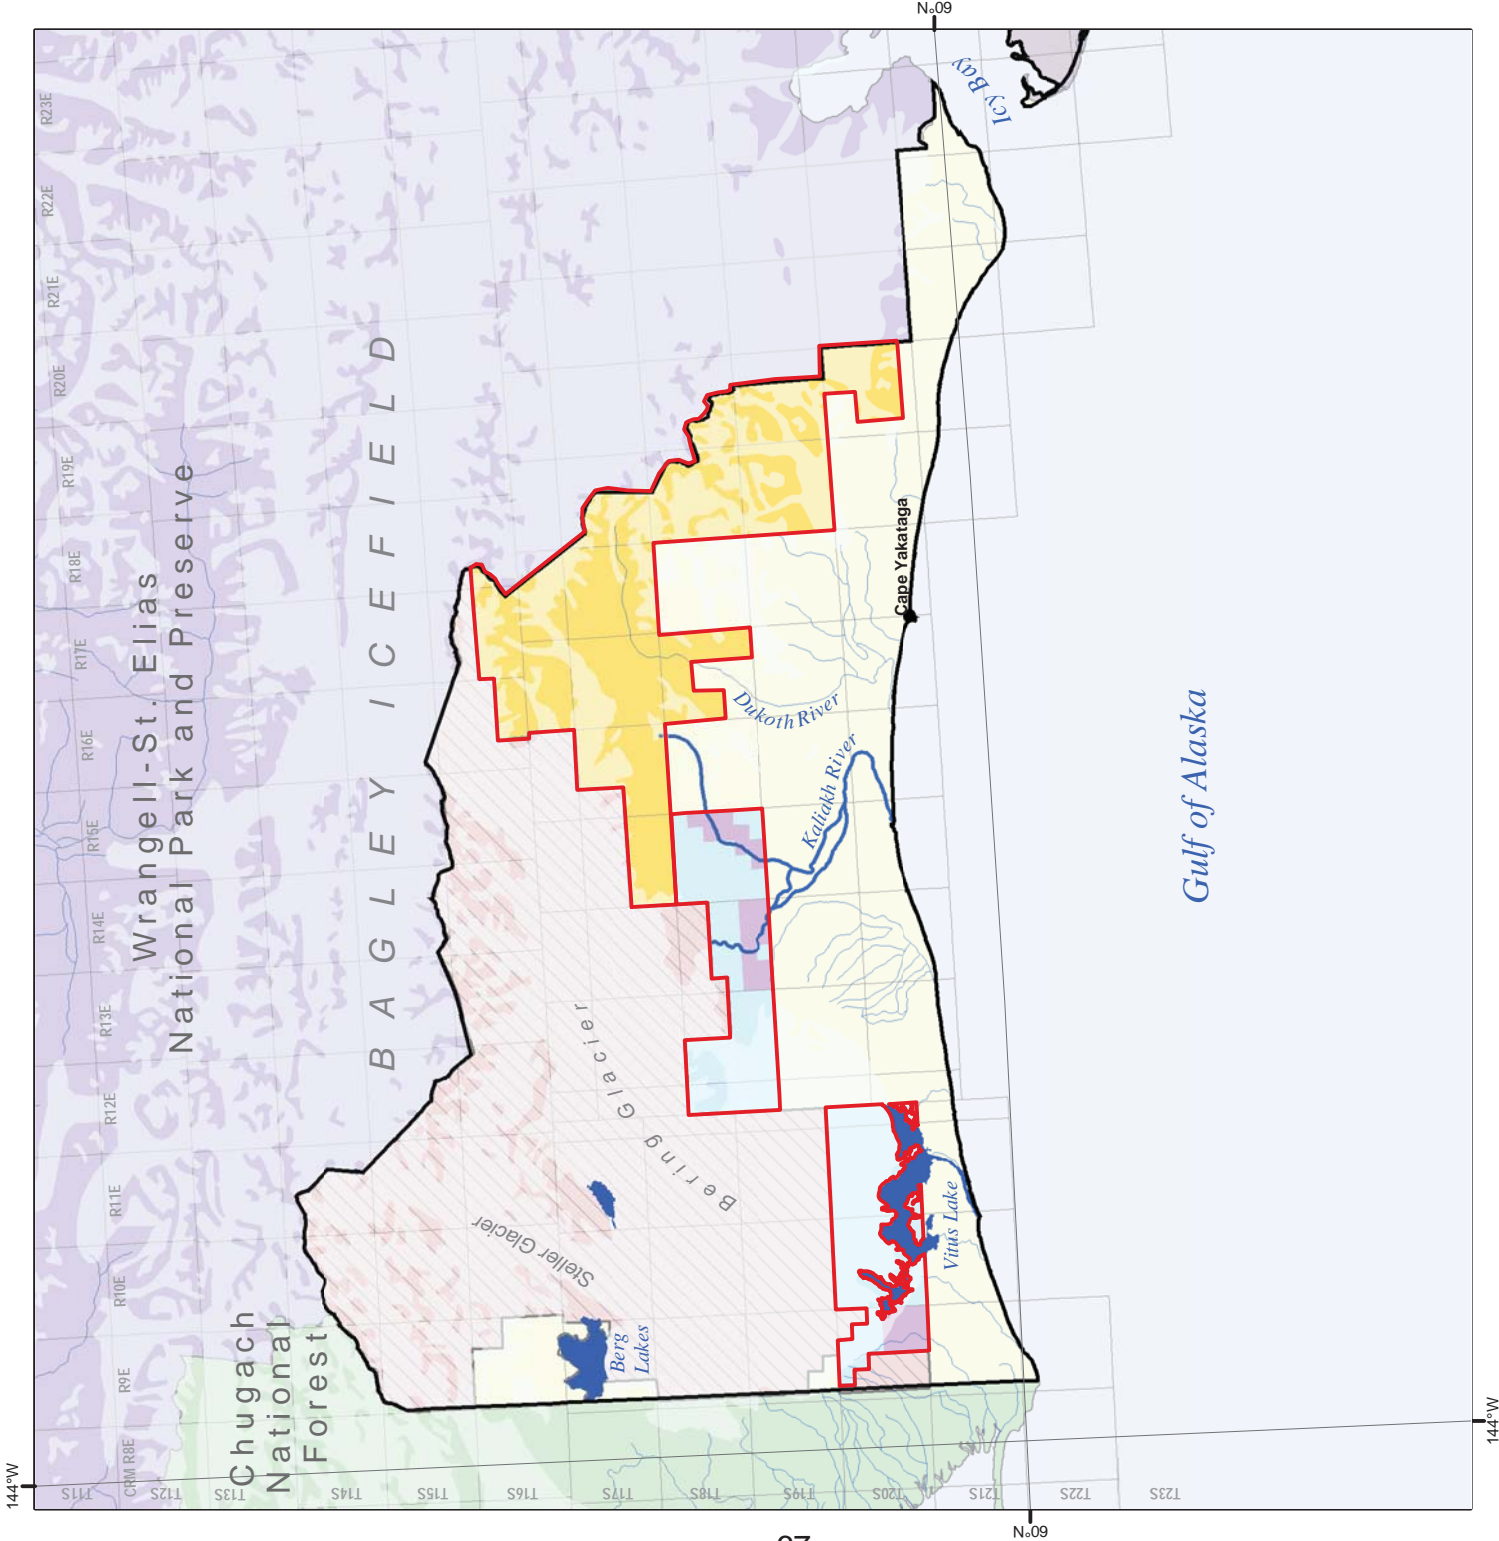 60°N
Icy Bay
R23E
R22E
R21E
R20E
R19E
R18E
R17E
R16E
R15E
R14E
R13E
R12E
R11E
R10E
R9E
CRM R8E
Wrangell-St. Elias
National Park and Preserve
BAGLEY ICEFIELD
Cape Yakataga
Dukoth River
Kaliakh River
Gulf of Alaska
Bering Glacier
Steller Glacier
Vitus Lake
Berg
Lakes
Chugach
National
Forest
144°W
144°W
T11S
T12S
T13S
T14S
T15S
T16S
T17S
T18S
T19S
T20S
T21S
T22S
T23S
60°N